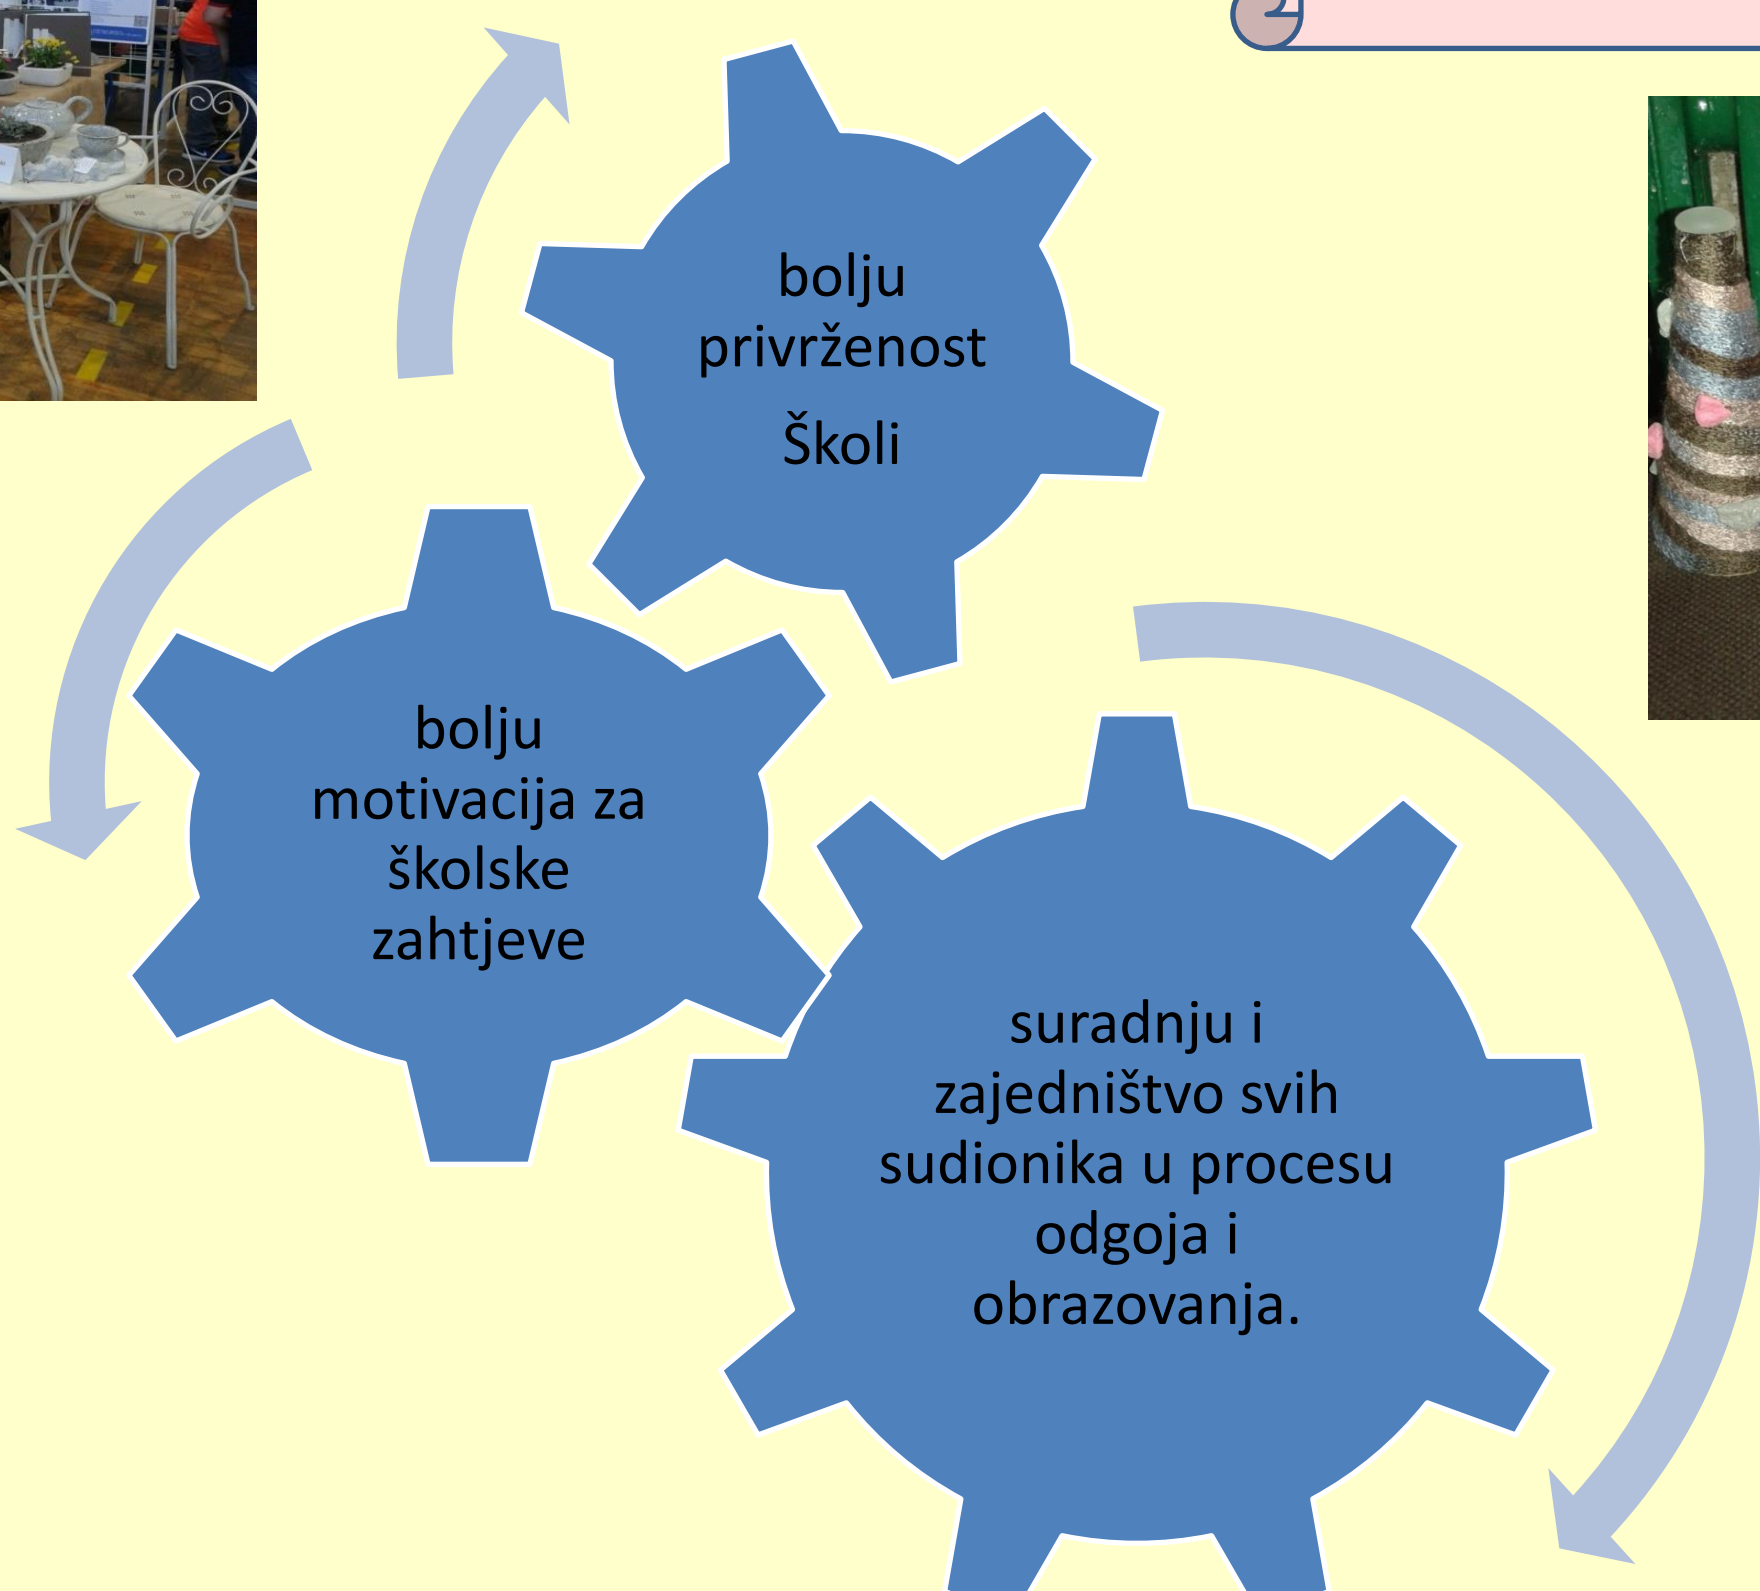 bolju
privrženost
Školi
bolju
motivacija za
školske
zahtjeve
suradnju i
zajedništvo svih
sudionika u procesu
odgoja i
obrazovanja.